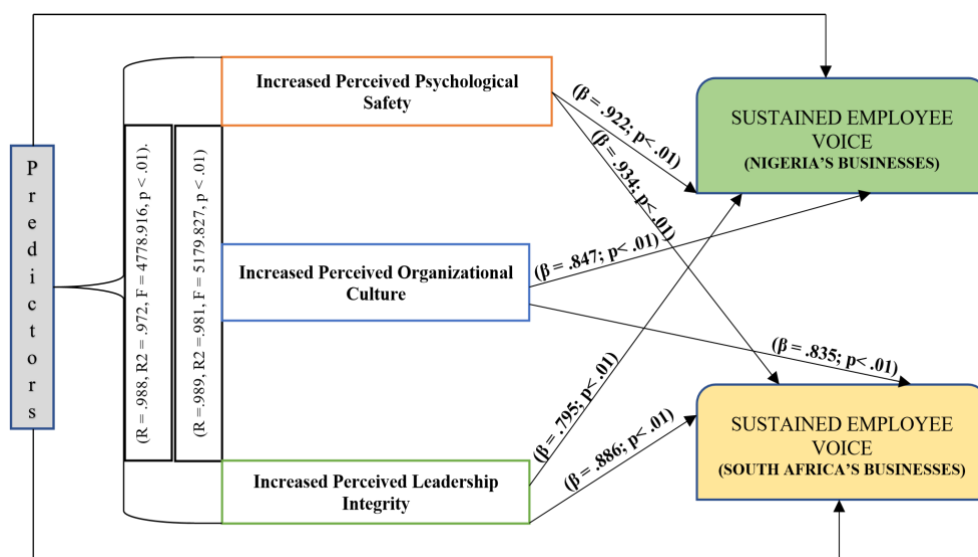 Predictors
(R =.988, R2 =.972, F = 4778.916, p < .01).
(R =.989, R2 =.981, F = 5179.827, p < .01)
Increased Perceived Psychological
Safety
Increased Perceived Organizational
Culture
Increased Perceived Leadership
Integrity
(β = .922; p< .01)
(β = .934; p< .01)
(β = .847; p< .01)
(β = .835; p< .01)
(β = .795; p< .01)
(β = .886; p< .01)
SUSTAINED EMPLOYEE
VOICE
(NIGERIA'S BUSINESSES)
SUSTAINED EMPLOYEE
VOICE
(SOUTH AFRICA'S BUSINESSES)